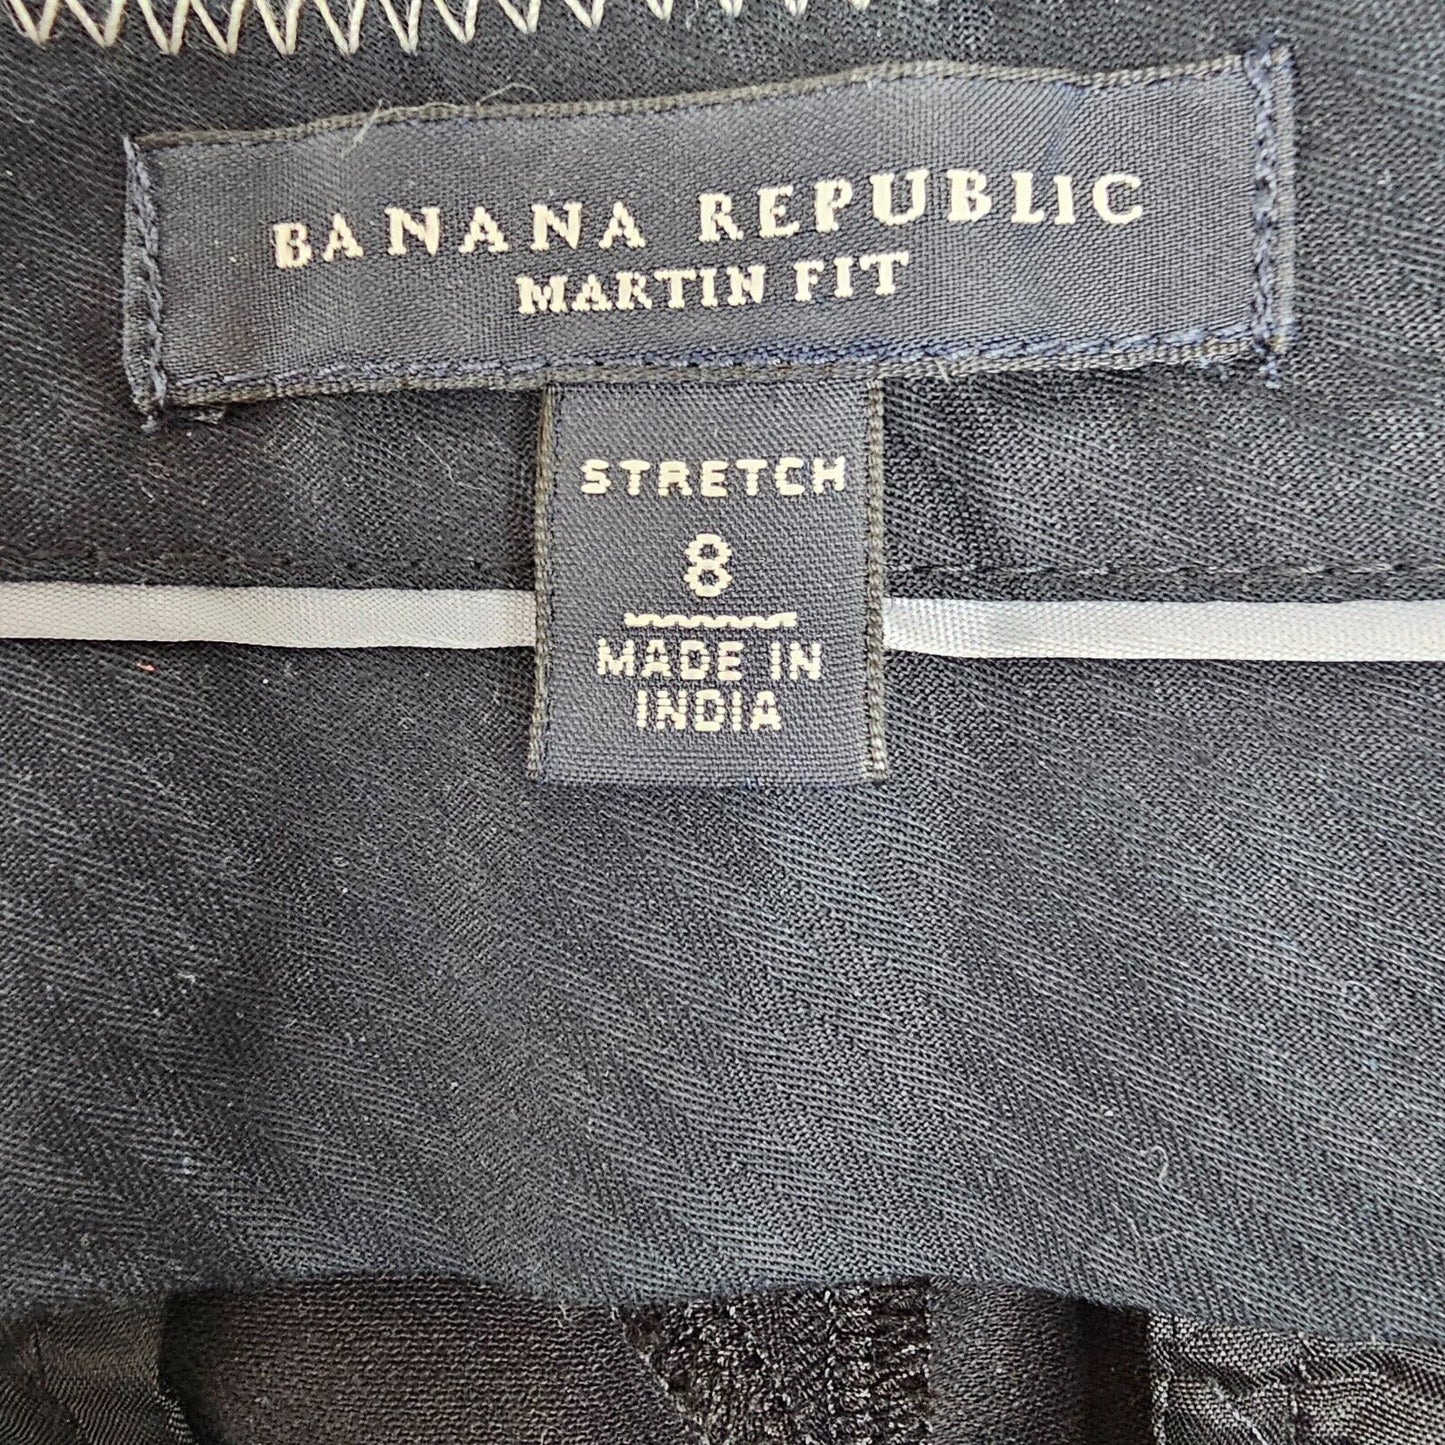 BANANA REPUBLIC
MARTIN FIT
STRETCH
8
MADE IN
INDIA